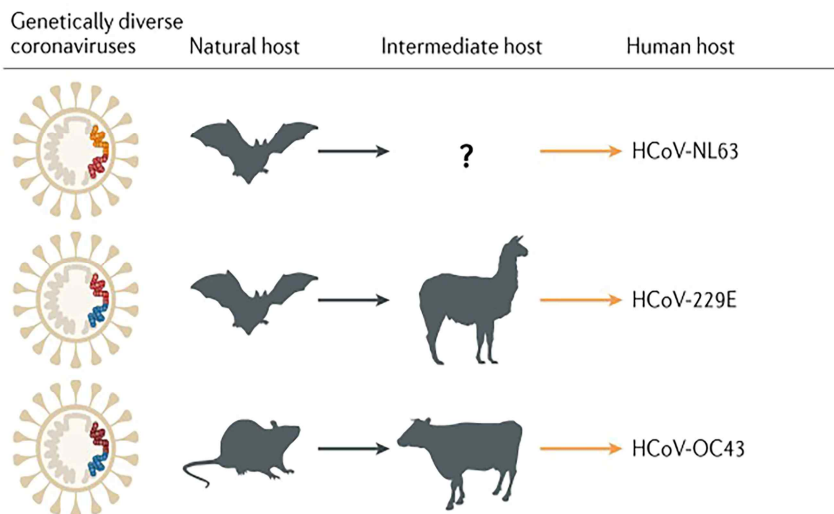 Genetically diverse
coronaviruses
Natural host
Intermediate host
Human host
?
HCoV-NL63
HCoV-229E
HCoV-OC43